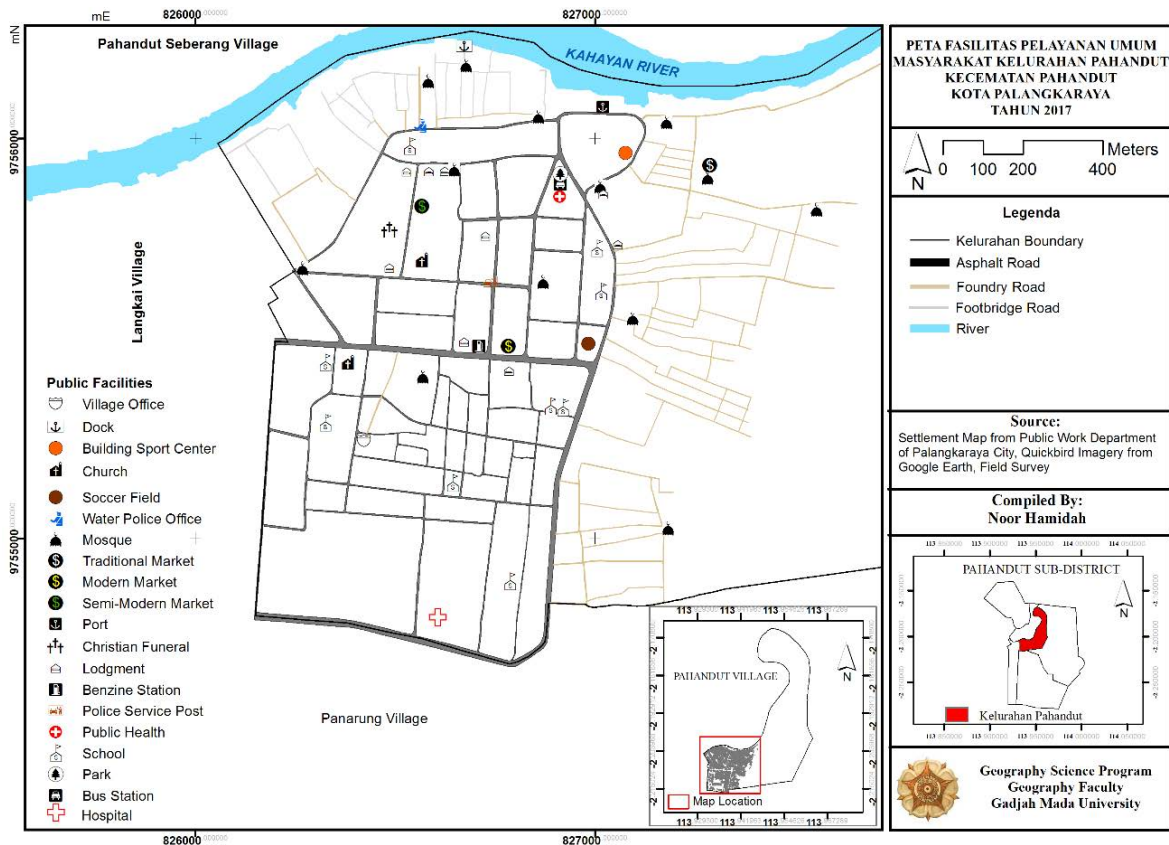 826000
827000
mE
mN
Pahandut Seberang Village
KAHAYAN RIVER
9756000
Langkai Village
9755000
Panarung Village
Public Facilities
Village Office
Dock
Building Sport Center
Church
Soccer Field
Water Police Office
Mosque
Traditional Market
Modern Market
Semi-Modern Market
Port
Christian Funeral
Lodgment
Benzine Station
Police Service Post
Public Health
School
Park
Bus Station
Hospital
826000
827000
PAHANDUT VILLAGE
N
Map Location
PETA FASILITAS PELAYANAN UMUM
MASYARAKAT KELURAHAN PAHANDUT
KECEMATAN PAHANDUT
KOTA PALANGKARAYA
TAHUN 2017
N
0 100 200 400 Meters
Legenda
Kelurahan Boundary
Asphalt Road
Foundry Road
Footbridge Road
River
Source:
Settlement Map from Public Work Department
of Palangkaraya City, Quickbird Imagery from
Google Earth, Field Survey
Compiled By:
Noor Hamidah
PAHANDUT SUB-DISTRICT
N
Kelurahan Pahandut
Geography Science Program
Geography Faculty
Gadjah Mada University